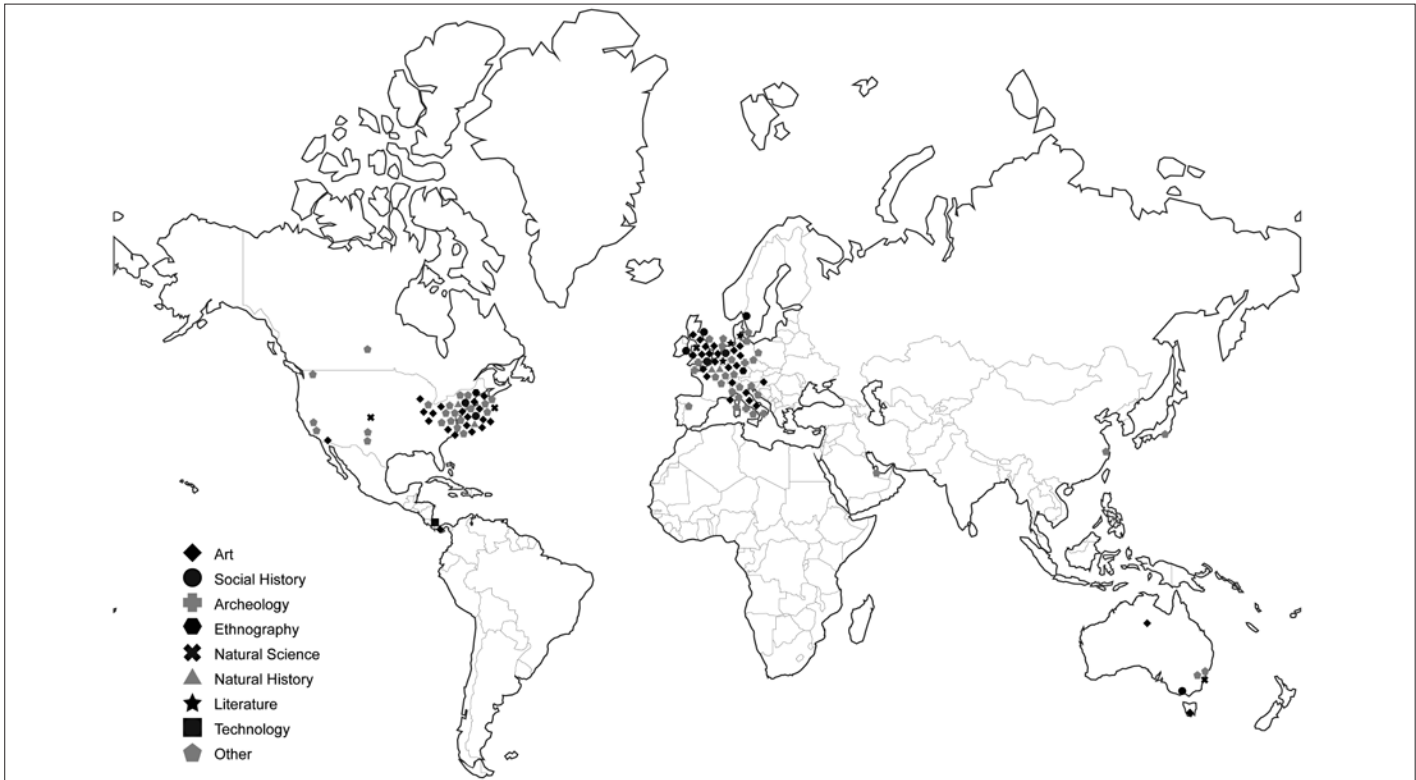 Art
Social History
Archeology
Ethnography
Natural Science
Natural History
Literature
Technology
Other